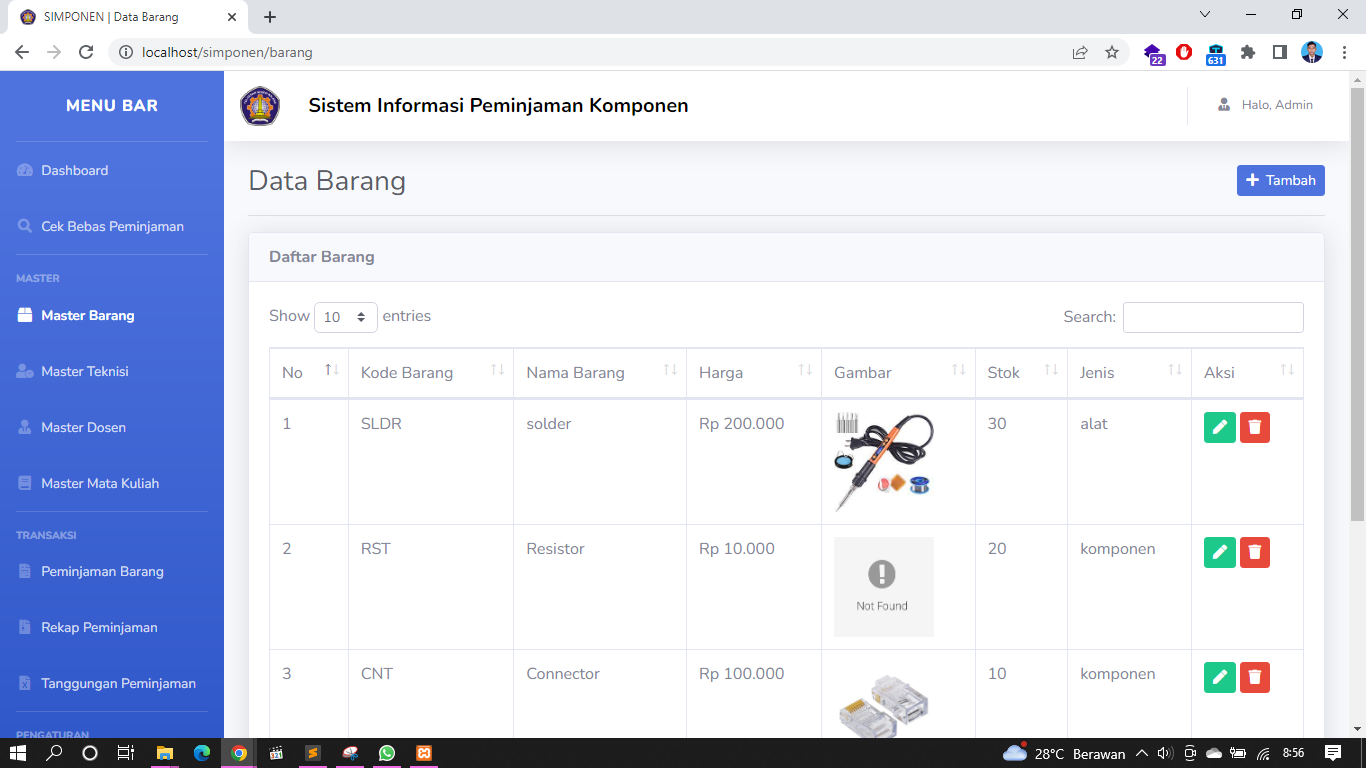 SIMPONEN | Data Barang
localhost/simponen/barang
22
631
MENU BAR
Dashboard
Cek Bebas Peminjaman
MASTER
Master Barang
Master Teknisi
Master Dosen
Master Mata Kuliah
TRANSAKSI
Peminjaman Barang
Rekap Peminjaman
Tanggungan Peminjaman
PENGATURAN
Sistem Informasi Peminjaman Komponen
Halo, Admin
Data Barang
+ Tambah
Daftar Barang
Show 10 entries
Search:
No Kode Barang Nama Barang Harga Gambar Stok Jenis Aksi
1 SLDR solder Rp 200.000 30 alat
2 RST Resistor Rp 10.000 Not Found 20 komponen
3 CNT Connector Rp 100.000 10 komponen
28°C Berawan
8:56